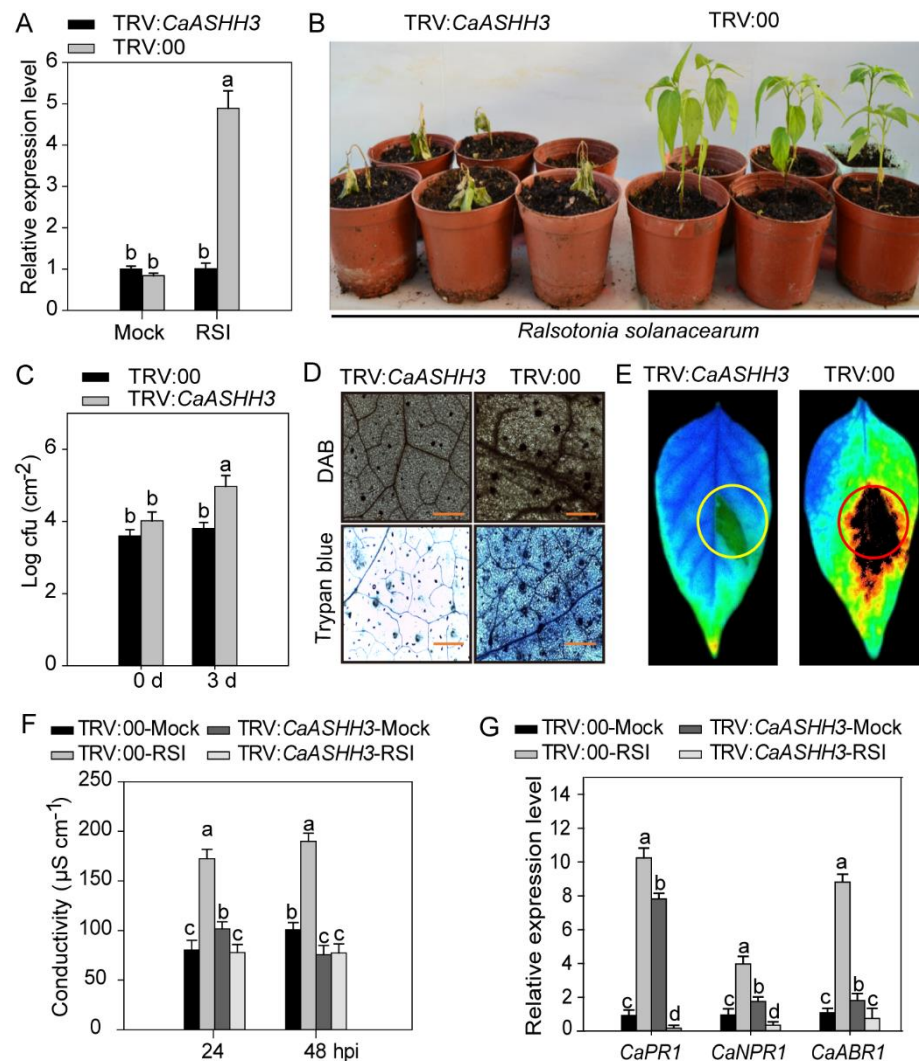 A
TRV:CaASHH3
TRV:00
Relative expression level
6
5
4
3
2
1
0
b
b
b
a
Mock
RSI
B
TRV:CaASHH3
TRV:00
Ralsotonia solanacearum
C
TRV:00
TRV:CaASHH3
Log cfu (cm-2)
6
4
2
0
b
b
b
a
0 d
3 d
D
TRV:CaASHH3
TRV:00
DAB
Trypan blue
E
TRV:CaASHH3
TRV:00
F
TRV:00-Mock
TRV:CaASHH3-Mock
TRV:00-RSI
TRV:CaASHH3-RSI
Conductivity (µS cm–1)
250
200
150
100
50
0
c
a
b
c
b
a
c
c
24
48 hpi
G
TRV:00-Mock
TRV:CaASHH3-Mock
TRV:00-RSI
TRV:CaASHH3-RSI
Relative expression level
14
12
10
8
6
4
2
0
c
a
b
d
c
a
b
d
c
a
b
c
CaPR1
CaNPR1
CaABR1